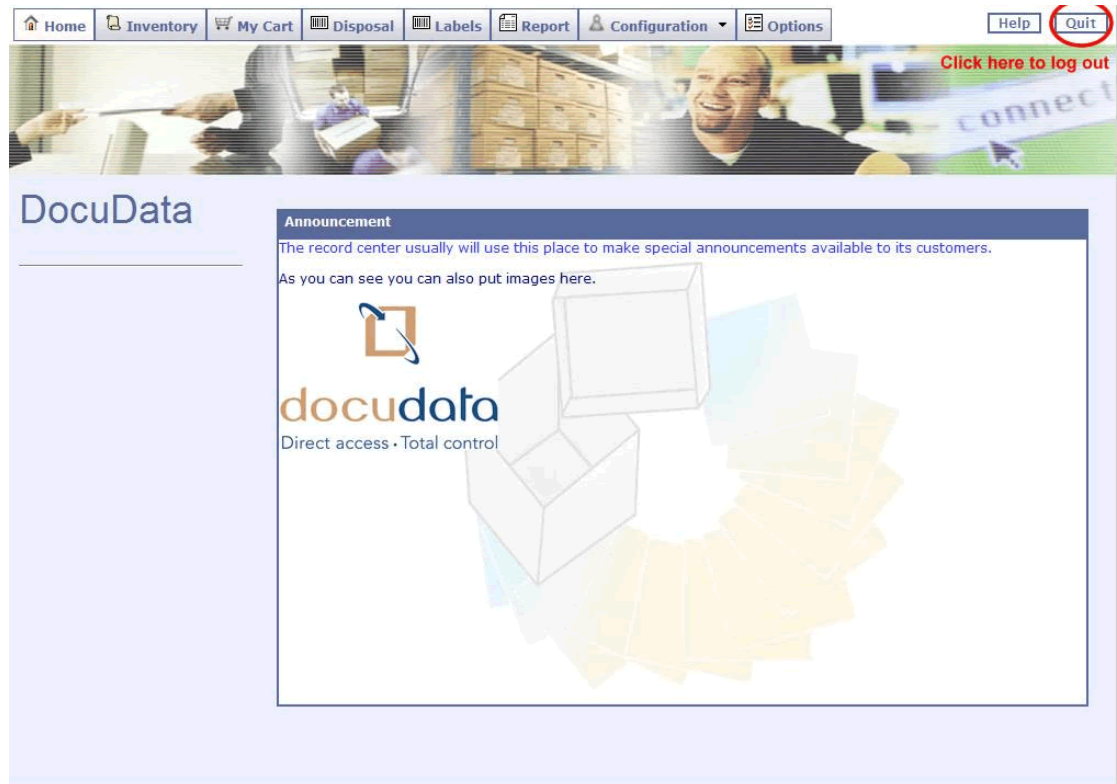 Home Inventory My Cart Disposal Labels Report Configuration Options Help Quit
Click here to log out
connect
DocuData
Announcement
The record center usually will use this place to make special announcements available to its customers.
As you can see you can also put images here.
docudata
Direct access · Total control